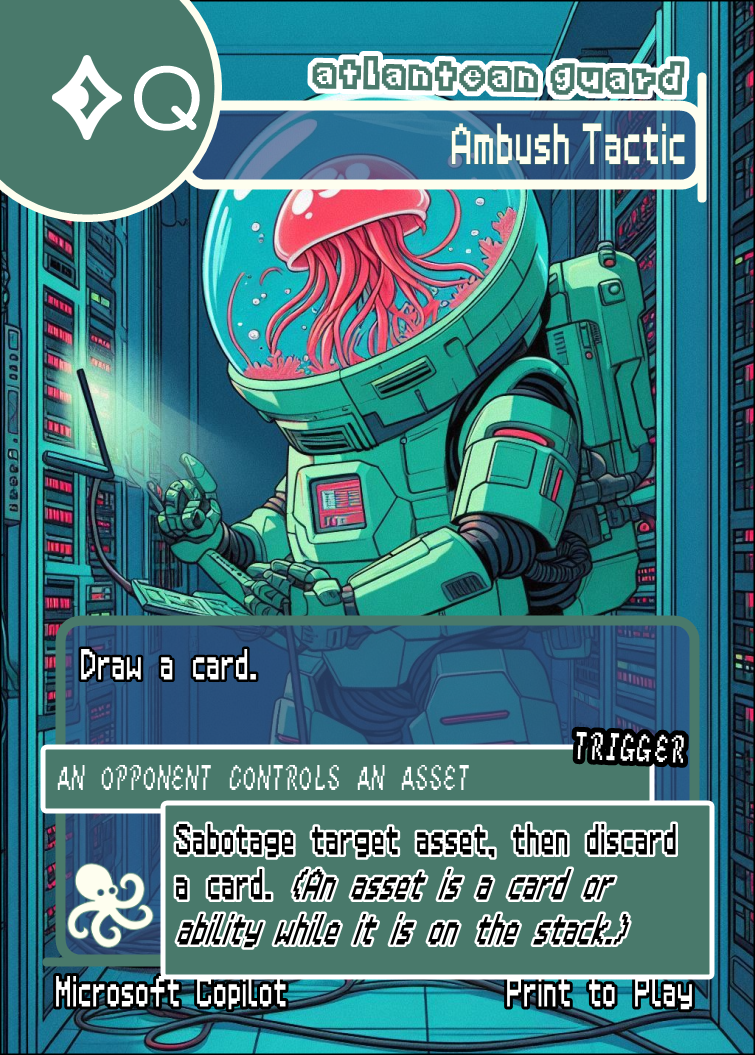 Q
atlantean guard
Ambush Tactic
Draw a card.
TRIGGER
AN OPPONENT CONTROLS AN ASSET
Sabotage target asset, then discard
a card. {An asset is a card or
ability while it is on the stack.}
Microsoft Copilot
Print to Play